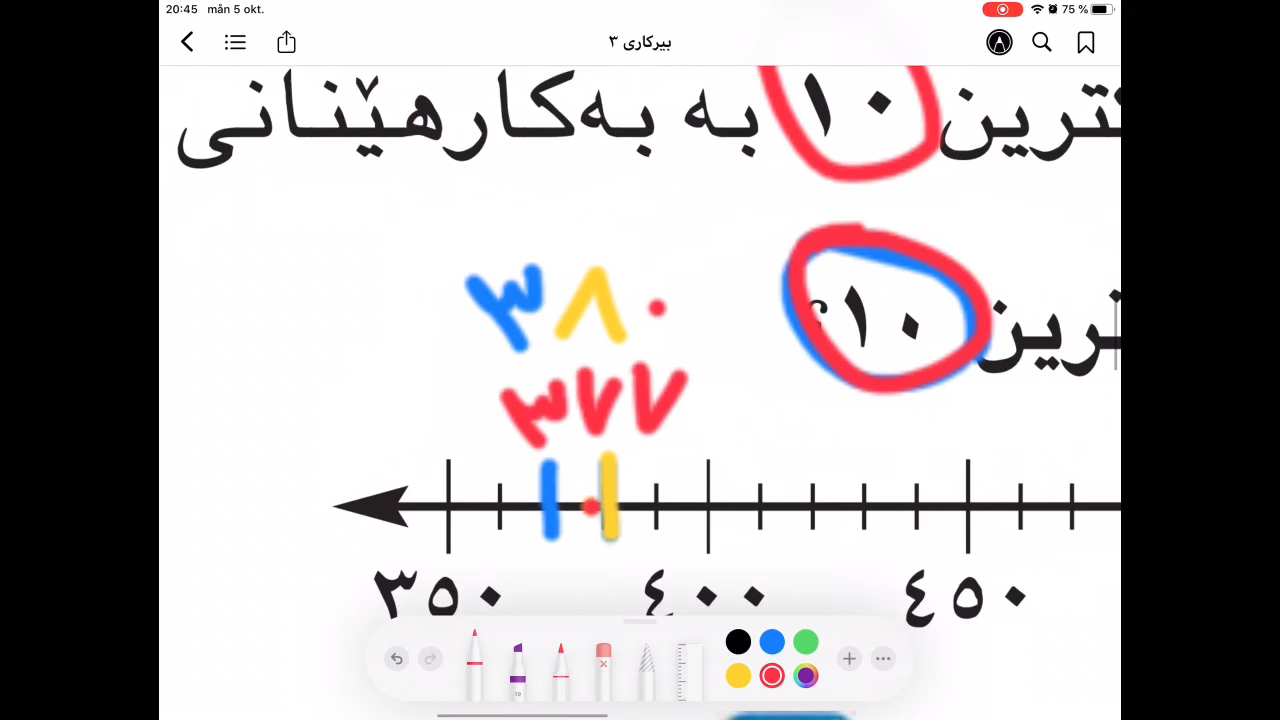 20:45 mån 5 okt. 75 %
بیرکاری ٣
ترین ١٠ بە بەکارهێنانی
رین ١٠؟
٣٨٠
٣٧٧
٣٥٠ ٤٠٠ ٤٥٠